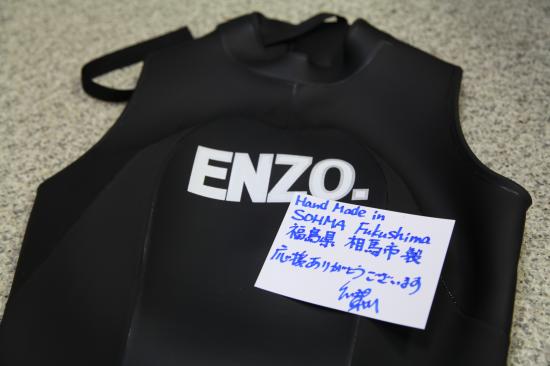 ENZO.
Hand Made in
SOHMA Fukushima
福島県 相馬市 製
応援ありがとうございます